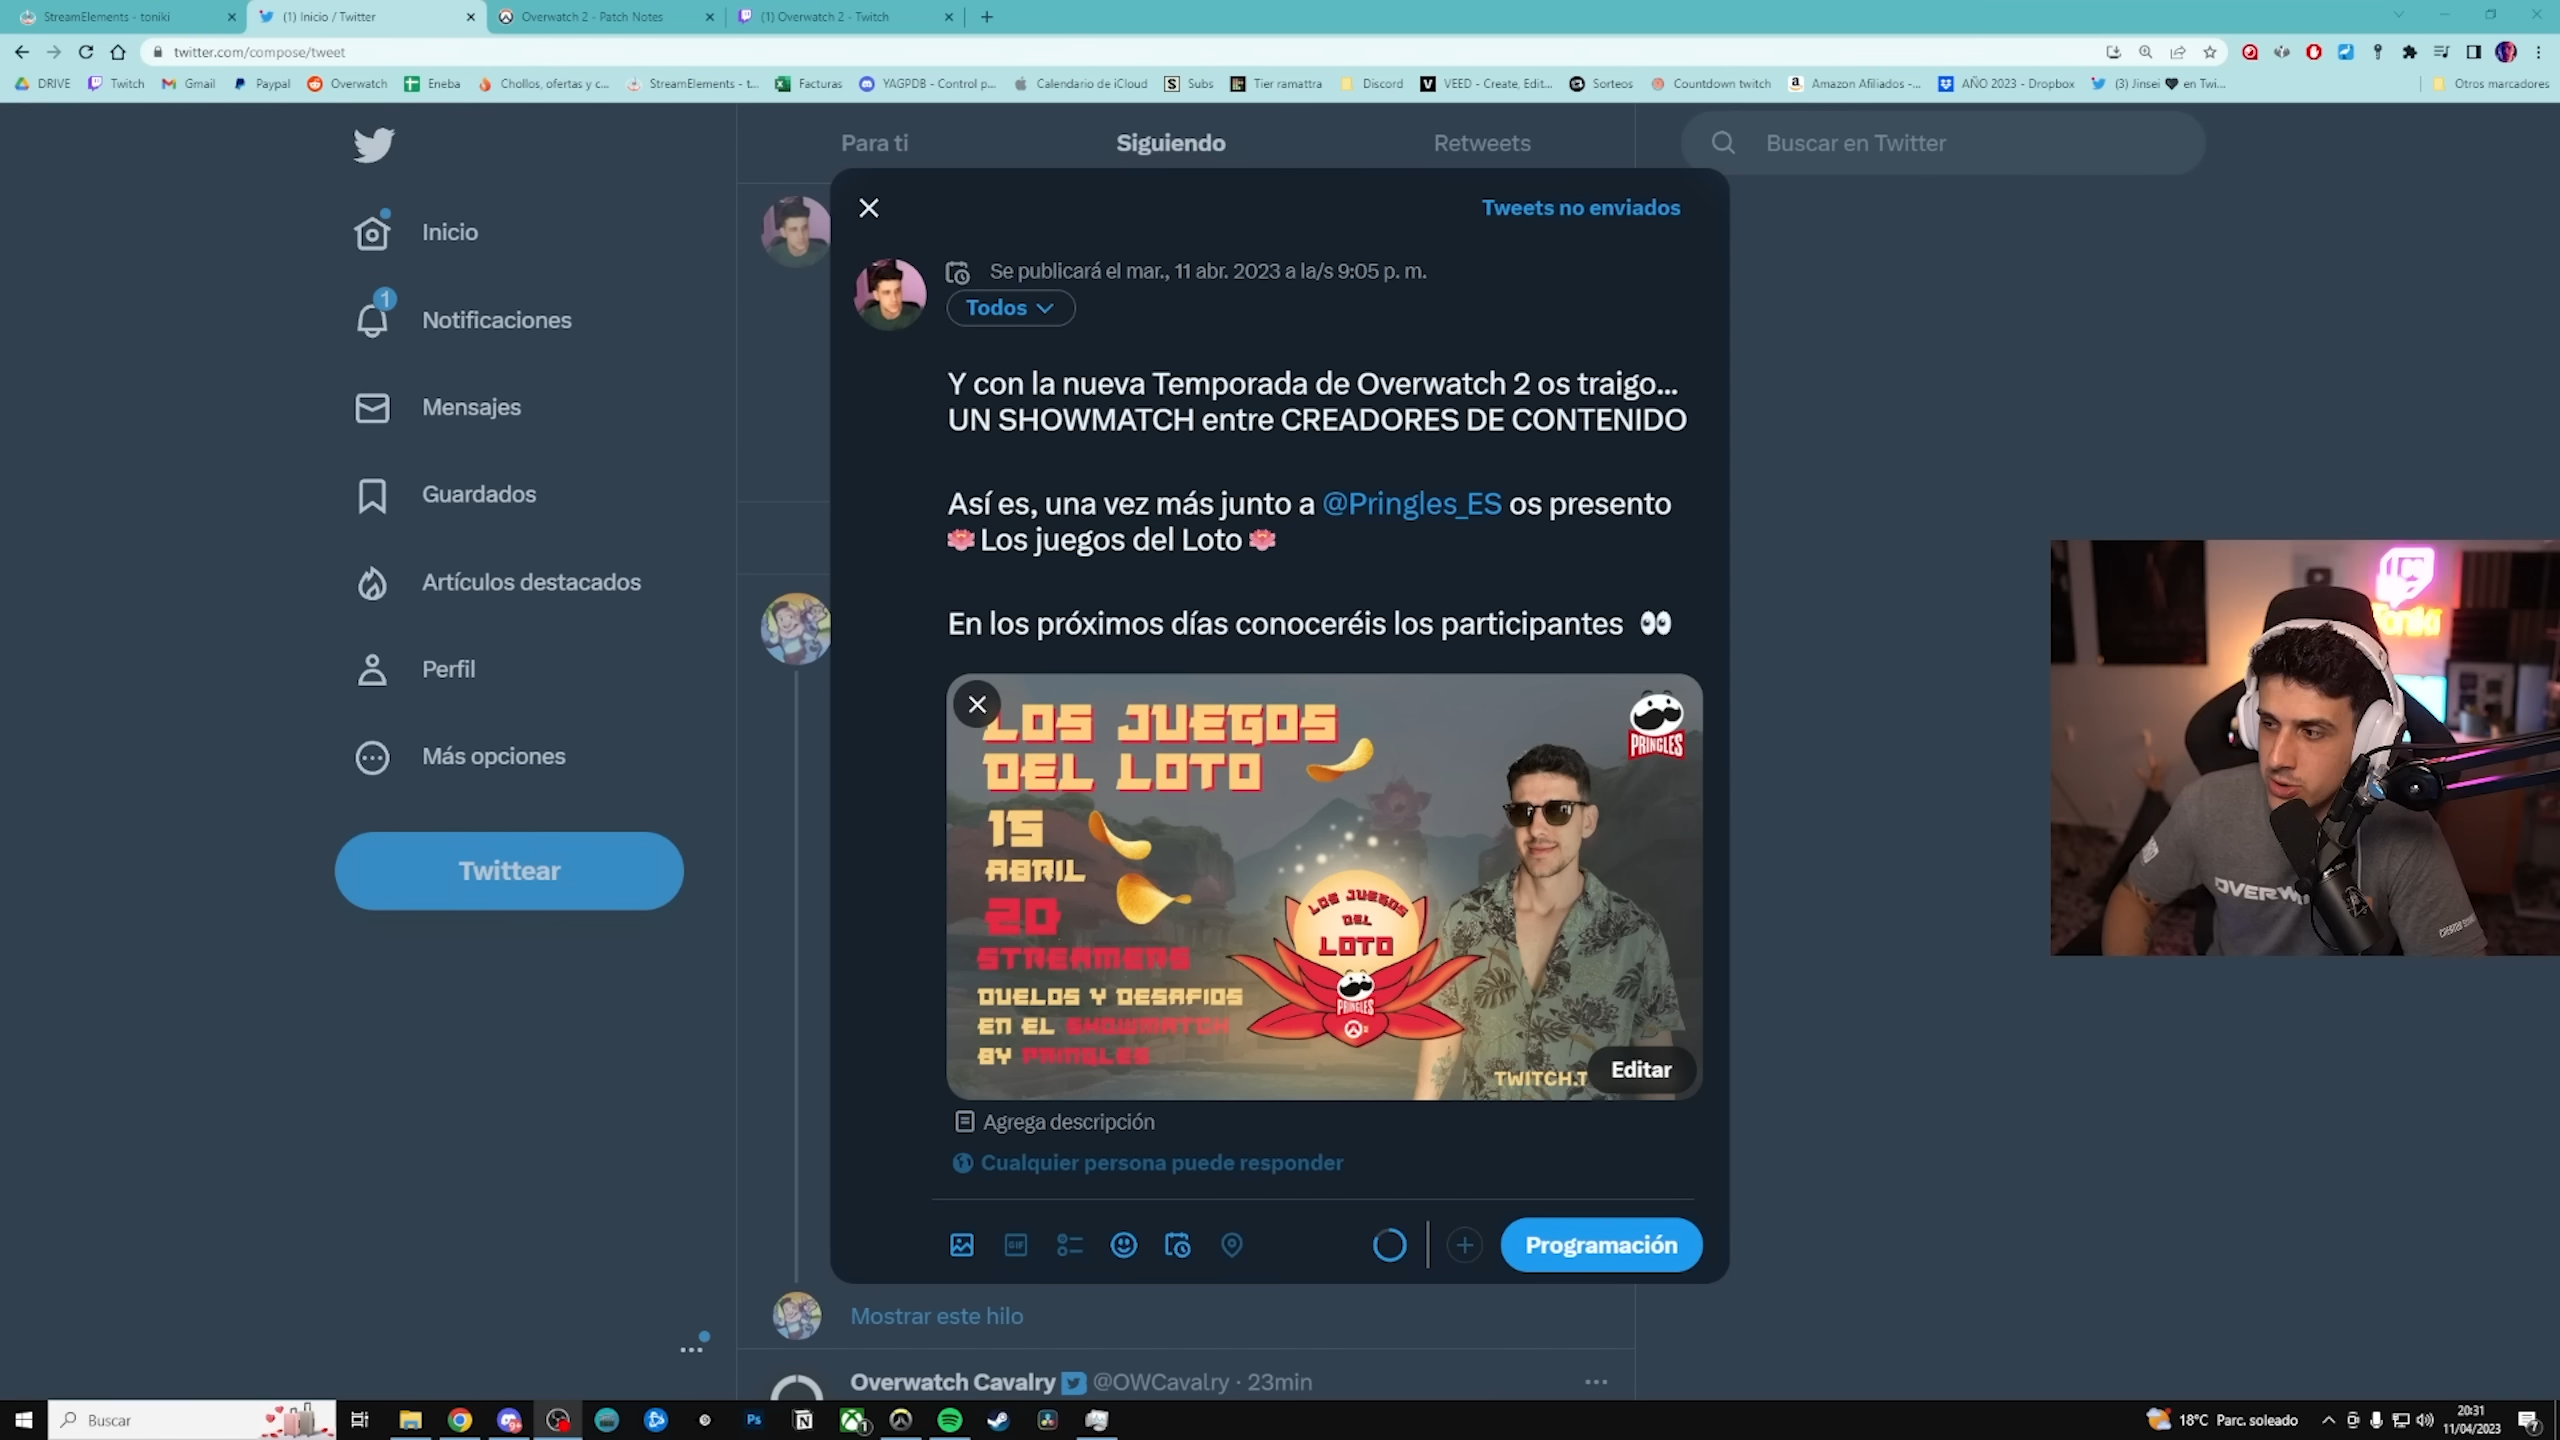 StreamElements - toniki
(1) Inicio / Twitter
Overwatch 2 - Patch Notes
(1) Overwatch 2 - Twitch
twitter.com/compose/tweet
DRIVE
Twitch
Gmail
Paypal
Overwatch
Eneba
Chollos, ofertas y c...
StreamElements - t...
Facturas
YAGPDB - Control p...
Calendario de iCloud
Subs
Tier ramattra
Discord
VEED - Create, Edit...
Sorteos
Countdown twitch
Amazon Afiliados -...
AÑO 2023 - Dropbox
(3) Jinsei 🖤 en Twi...
Otros marcadores
Para ti
Siguiendo
Retweets
Buscar en Twitter
Inicio
1
Notificaciones
Mensajes
Guardados
Artículos destacados
Perfil
Más opciones
Twittear
Tweets no enviados
Se publicará el mar., 11 abr. 2023 a la/s 9:05 p. m.
Todos
Y con la nueva Temporada de Overwatch 2 os traigo...
UN SHOWMATCH entre CREADORES DE CONTENIDO
Así es, una vez más junto a @Pringles_ES os presento
🪷 Los juegos del Loto 🪷
En los próximos días conoceréis los participantes 👀
LOS JUEGOS
DEL LOTO
15
ABRIL
20
STREAMERS
DUELOS Y DESAFIOS
EN EL SHOWMATCH
BY PRINGLES
PRINGLES
LOS JUEGOS
DEL
LOTO
PRINGLES
TWITCH.T
Editar
Agrega descripción
Cualquier persona puede responder
GIF
Programación
Mostrar este hilo
Overwatch Cavalry @OWCavalry · 23min
Buscar
Ps
18°C Parc. soleado
20:31
11/04/2023